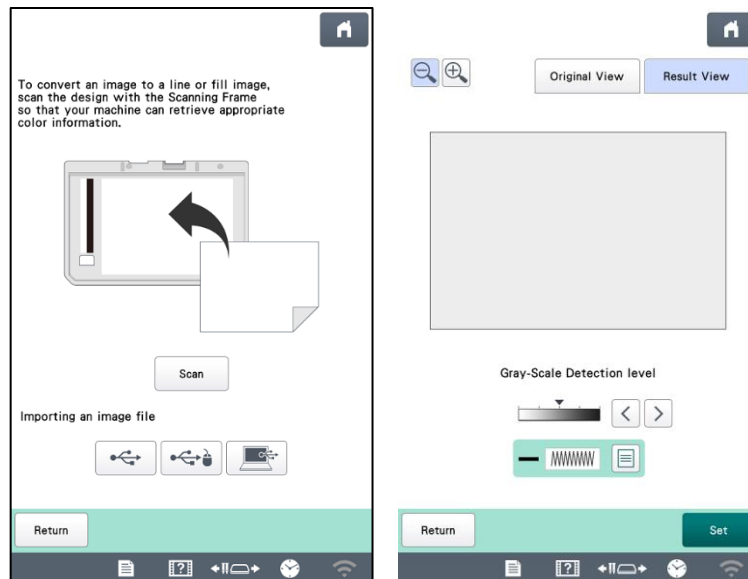 To convert an image to a line or fill image,
scan the design with the Scanning Frame
so that your machine can retrieve appropriate
color information.
Scan
Importing an image file
Return
Original View
Result View
Gray-Scale Detection level
Return
Set